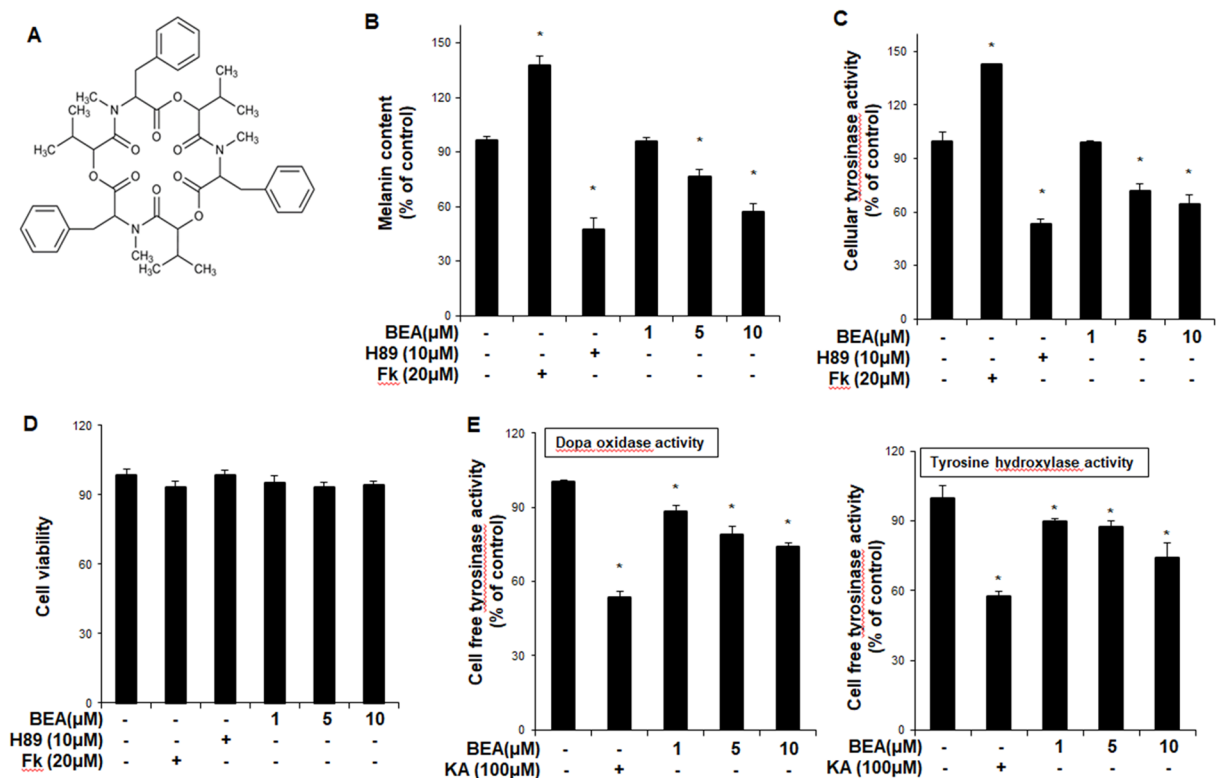 A
H₃C
CH₃
N
O
O
CH₃
O
CH₃
CH₃
H₃C
O
O
O
N
CH₃
O
O
O
O
O
N
CH₃
O
H₃C
CH₃
B
Melanin content
(% of control)
150
120
90
60
30
0
* * * *
BEA(µM) - - - 1 5 10
H89 (10µM) - - + - - -
Fk (20µM) - + - - - -
C
Cellular tyrosinase activity
(% of control)
150
120
90
60
30
0
* * * *
BEA(µM) - - - 1 5 10
H89 (10µM) - - + - - -
Fk (20µM) - + - - - -
D
Cell viability
120
90
60
30
0
BEA(µM) - - - 1 5 10
H89 (10µM) - - + - - -
Fk (20µM) - + - - - -
E
Dopa oxidase activity
Cell free tyrosinase activity
(% of control)
120
90
60
30
0
* * * *
BEA(µM) - - 1 5 10
KA (100µM) - + - - -
Tyrosine hydroxylase activity
Cell free tyrosinase activity
(% of control)
120
90
60
30
0
* * * *
BEA(µM) - - 1 5 10
KA (100µM) - + - - -